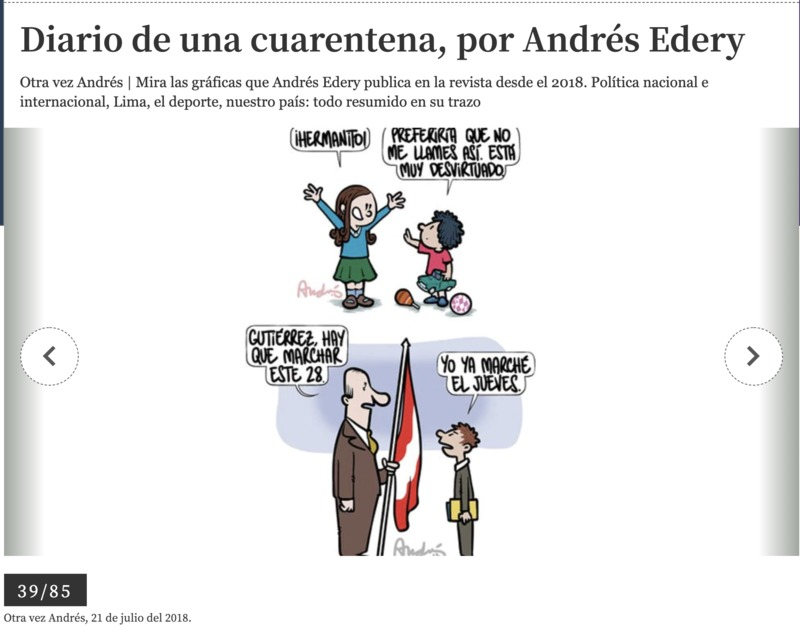 Diario de una cuarentena, por Andrés Edery
Otra vez Andrés | Mira las gráficas que Andrés Edery publica en la revista desde el 2018. Política nacional e
internacional, Lima, el deporte, nuestro país: todo resumido en su trazo
¡HERMANITO!
PREFERIRÍA QUE NO
ME LLAMES ASÍ. ESTÁ
MUY DESVIRTUADO.
Andrés
GUTIÉRREZ, HAY
QUE MARCHAR
ESTE 28.
YO YA MARCHÉ
EL JUEVES.
Andrés
39/85
Otra vez Andrés, 21 de julio del 2018.